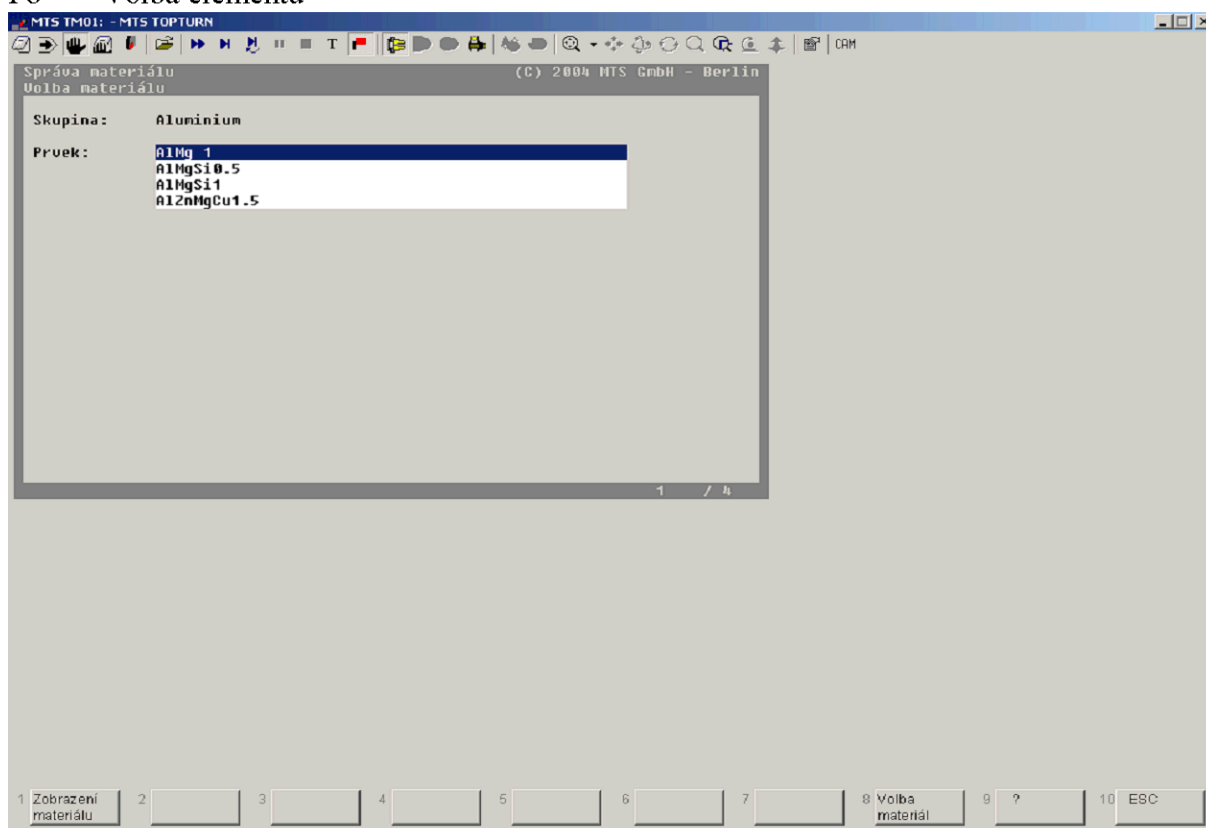 MTS TM01: - MTS TOPTURN
T CAM
Správa materiálu (C) 2004 MTS GmbH - Berlin
Volba materiálu
Skupina: Aluminium
Prvek: AlMg 1
AlMgSi0.5
AlMgSi1
AlZnMgCu1.5
1 / 4
1 Zobrazení materiálu 2 3 4 5 6 7 8 Volba materiál 9 ? 10 ESC